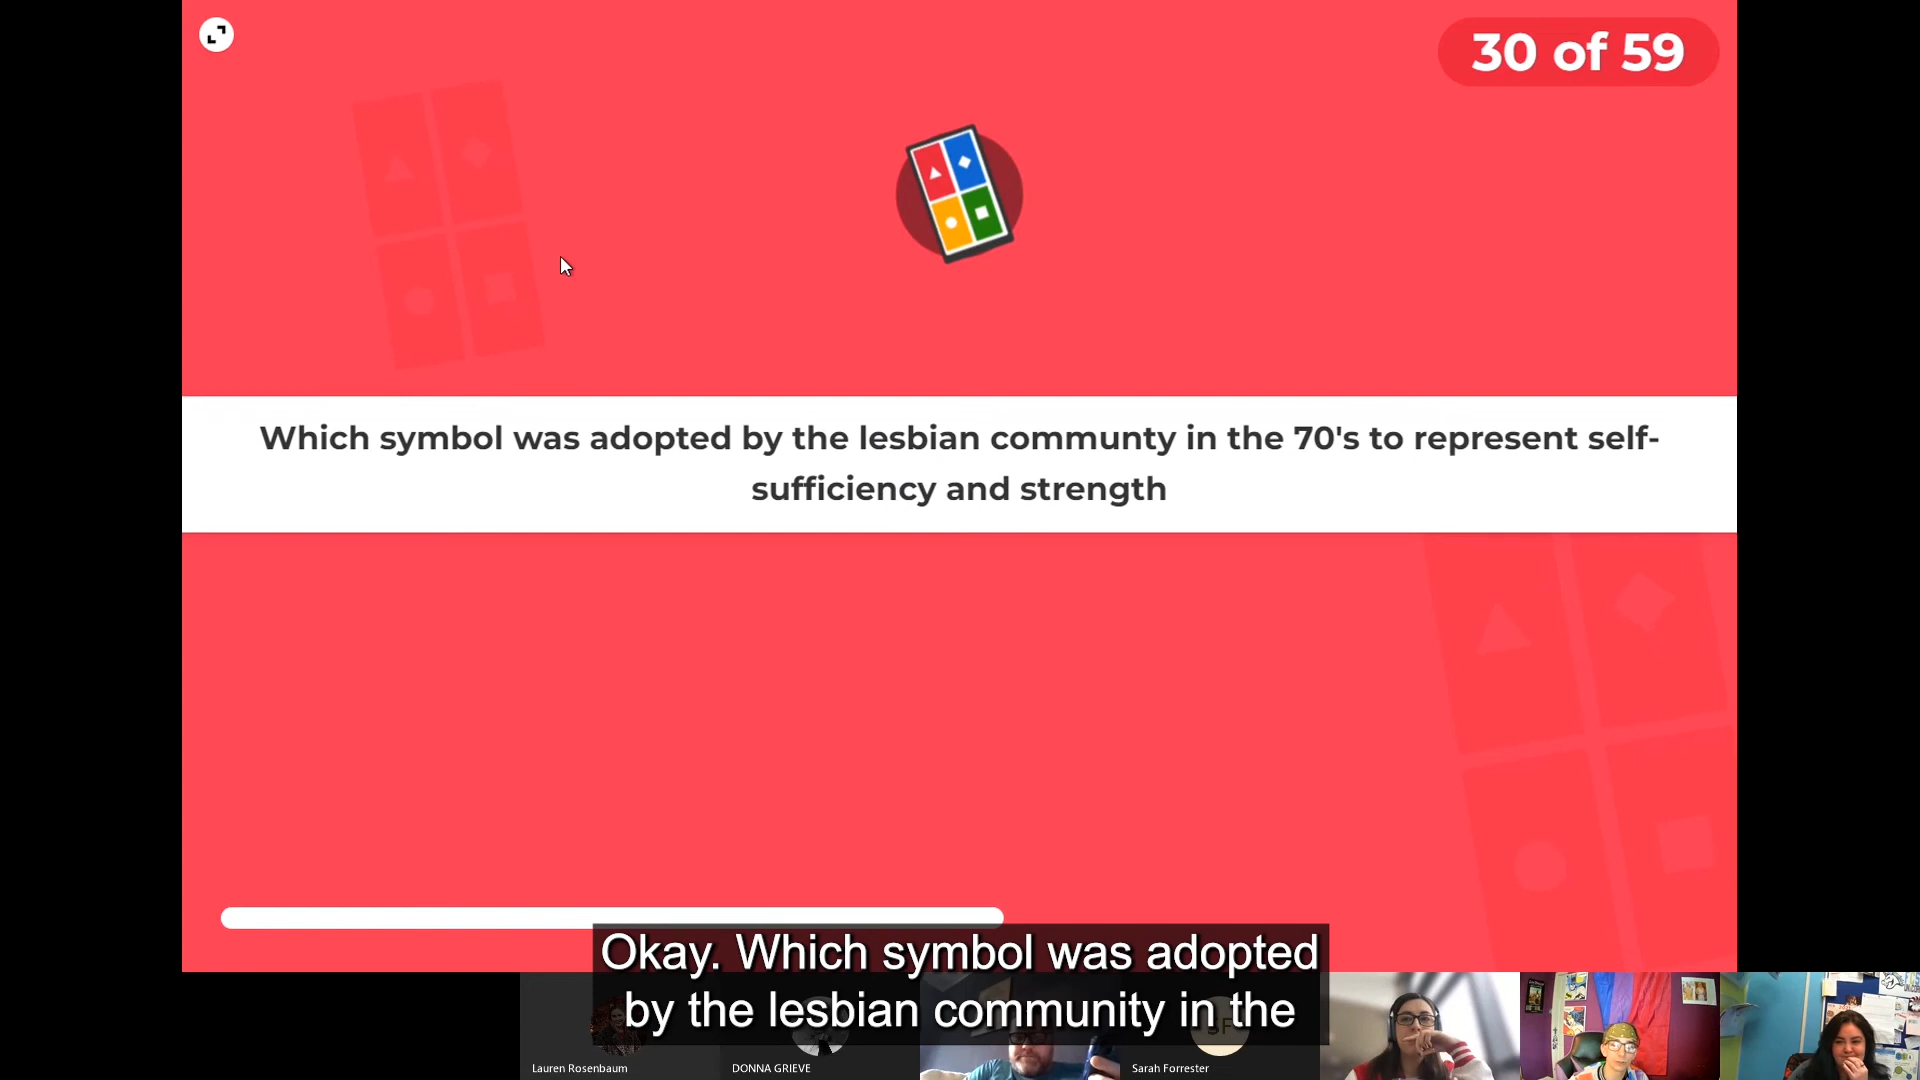 30 of 59
Which symbol was adopted by the lesbian communty in the 70's to represent self-
sufficiency and strength
Okay. Which symbol was adopted
by the lesbian community in the
SF
Lauren Rosenbaum
DONNA GRIEVE
Sarah Forrester